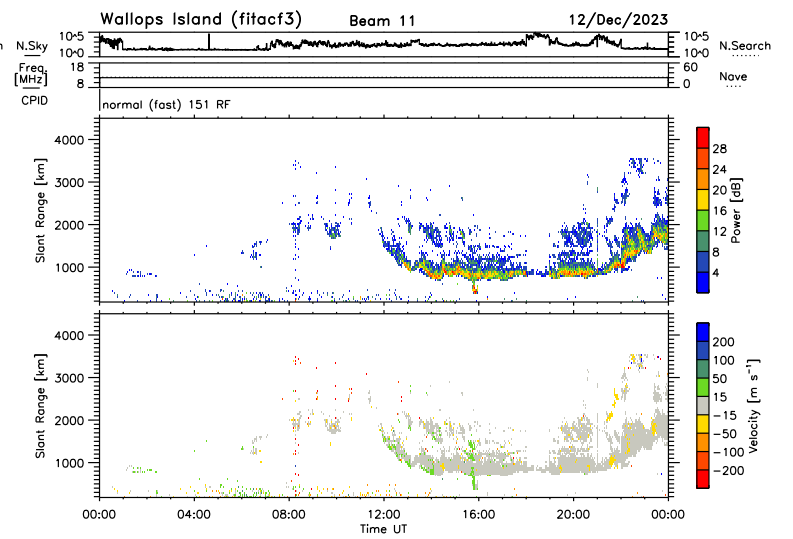 Wallops Island (fitacf3) Beam 11 12/Dec/2023
n N.Sky 10^5 10^5 N.Search
10^0 10^0
Freq. 18 60 Nave
[MHz] 8 0
CPID normal (fast) 151 RF
Slant Range [km]
4000
3000
2000
1000
Power [dB]
28
24
20
16
12
8
4
Slant Range [km]
4000
3000
2000
1000
Velocity [m s⁻¹]
200
100
50
15
-15
-50
-100
-200
00:00 04:00 08:00 12:00 16:00 20:00 00:00
Time UT